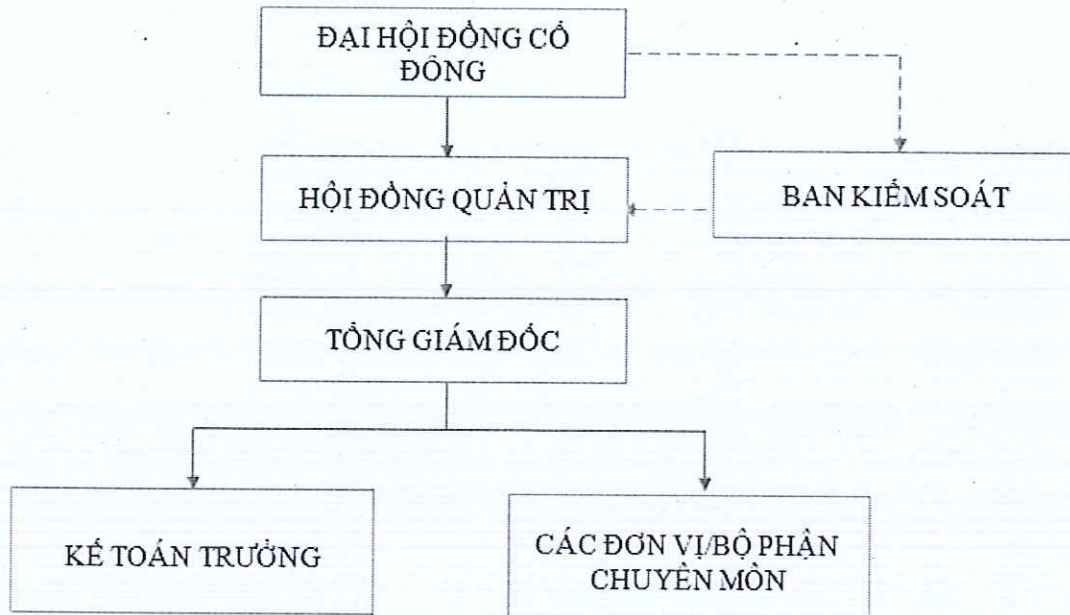 ĐẠI HỘI ĐỒNG CỔ
ĐÔNG
HỘI ĐỒNG QUẢN TRỊ
BAN KIỂM SOÁT
TỔNG GIÁM ĐỐC
KẾ TOÁN TRƯỞNG
CÁC ĐƠN VỊ/BỘ PHẬN
CHUYÊN MÔN